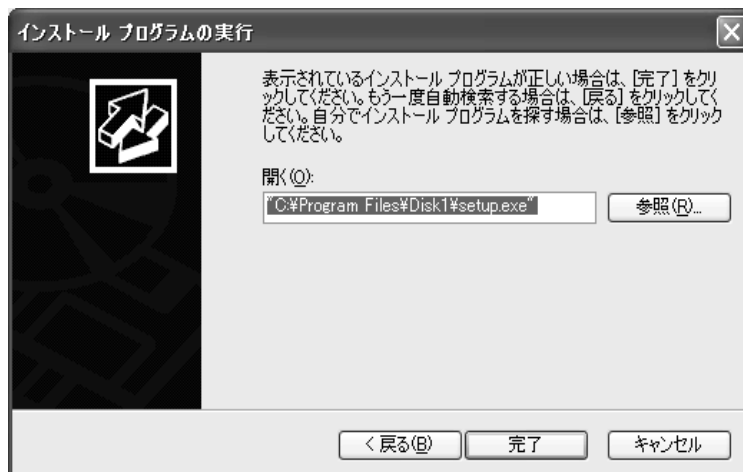 インストール プログラムの実行
表示されているインストール プログラムが正しい場合は、[完了] をクリ
ックしてください。もう一度自動検索する場合は、[戻る] をクリックしてく
ださい。自分でインストール プログラムを探す場合は、[参照] をクリック
してください。
開く(O):
"C:¥Program Files¥Disk1¥setup.exe"
参照(R)...
< 戻る(B)
完了
キャンセル